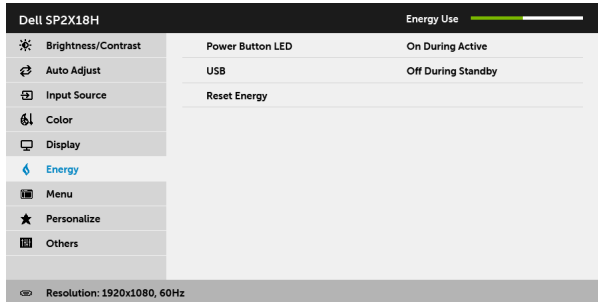 Dell SP2X18H Energy Use
Brightness/Contrast Power Button LED On During Active
Auto Adjust USB Off During Standby
Input Source Reset Energy
Color
Display
Energy
Menu
Personalize
Others
Resolution: 1920x1080, 60Hz